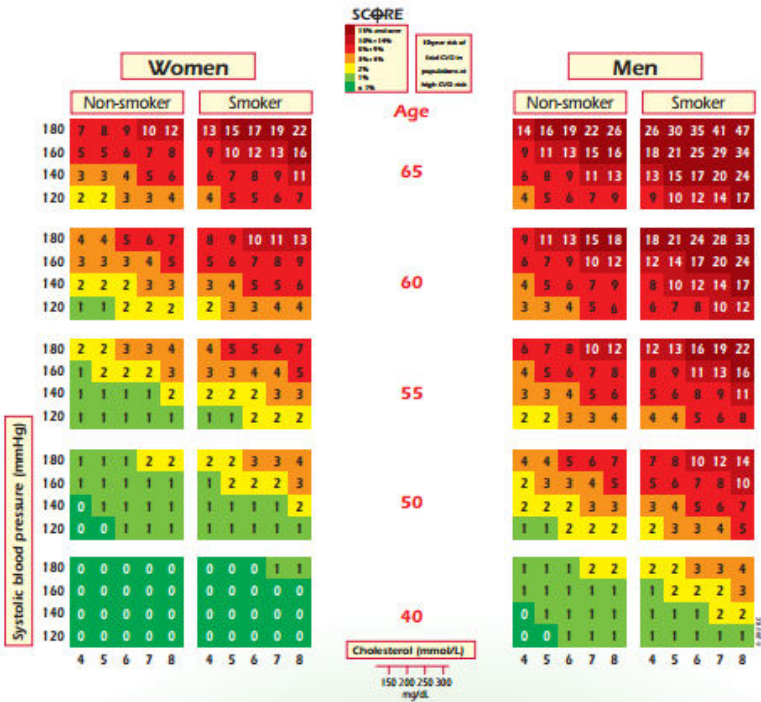 SCORE
15% and over
10%–14%
5%–9%
3%–4%
2%
1%
< 1%
10-year risk of
fatal CVD in
populations at
high CVD risk
Women Men
Non-smoker Smoker Age Non-smoker Smoker
180 7 8 9 10 12 13 15 17 19 22 14 16 19 22 26 26 30 35 41 47
160 5 5 6 7 8 9 10 12 13 16 9 11 13 15 16 18 21 25 29 34
140 3 3 4 5 6 6 7 8 9 11 65 6 8 9 11 13 13 15 17 20 24
120 2 2 3 3 4 4 5 5 6 7 4 5 6 7 9 9 10 12 14 17
180 4 4 5 6 7 8 9 10 11 13 9 11 13 15 18 18 21 24 28 33
160 3 3 3 4 5 5 6 7 8 9 6 7 9 10 12 12 14 17 20 24
140 2 2 2 3 3 3 4 5 5 6 60 4 5 6 7 9 8 10 12 14 17
120 1 1 2 2 2 2 3 3 4 4 3 3 4 5 6 6 7 8 10 12
180 2 2 3 3 4 4 5 5 6 7 6 7 8 10 12 12 13 16 19 22
160 1 2 2 2 3 3 3 4 4 5 4 5 6 7 8 8 9 11 13 16
140 1 1 1 1 2 2 2 2 3 3 55 3 3 4 5 6 5 6 8 9 11
120 1 1 1 1 1 1 1 2 2 2 2 2 3 3 4 4 4 5 6 8
180 1 1 1 2 2 2 2 3 3 4 4 4 5 6 7 7 8 10 12 14
160 1 1 1 1 1 1 2 2 2 3 2 3 3 4 5 5 6 7 8 10
140 0 1 1 1 1 1 1 1 1 2 50 2 2 2 3 3 3 4 5 6 7
120 0 0 1 1 1 1 1 1 1 1 1 1 2 2 2 2 3 3 4 5
180 0 0 0 0 0 0 0 0 1 1 1 1 1 2 2 2 2 3 3 4
160 0 0 0 0 0 0 0 0 0 0 1 1 1 1 1 1 2 2 2 3
140 0 0 0 0 0 0 0 0 0 0 40 0 1 1 1 1 1 1 1 2 2
120 0 0 0 0 0 0 0 0 0 0 0 0 1 1 1 1 1 1 1 1
4 5 6 7 8 4 5 6 7 8 4 5 6 7 8 4 5 6 7 8
Systolic blood pressure (mmHg)
Cholesterol (mmol/L)
150 200 250 300
mg/dL